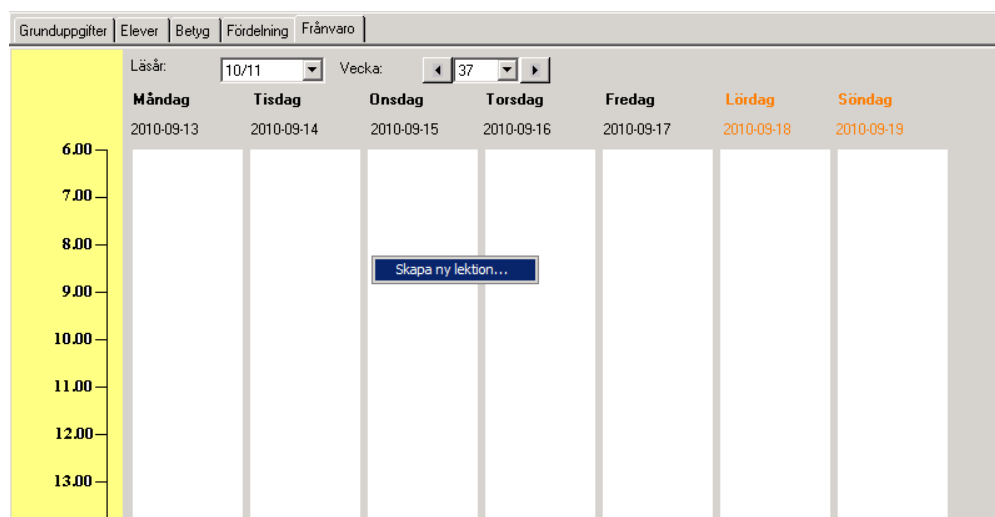 Grunduppgifter Elever Betyg Fördelning Frånvaro
Läsår: 10/11 Vecka: 37
Måndag Tisdag Onsdag Torsdag Fredag Lördag Söndag
2010-09-13 2010-09-14 2010-09-15 2010-09-16 2010-09-17 2010-09-18 2010-09-19
6.00
7.00
8.00
Skapa ny lektion...
9.00
10.00
11.00
12.00
13.00